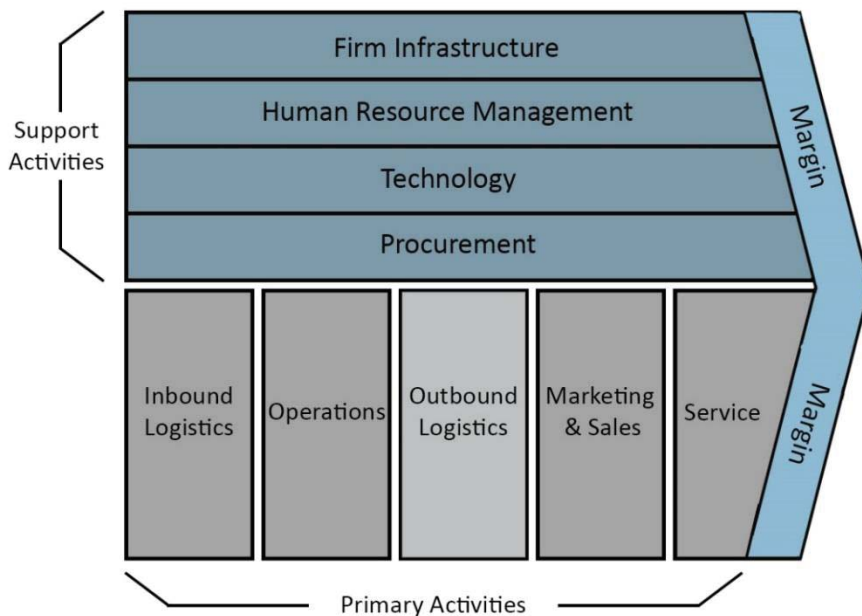 Firm Infrastructure
Human Resource Management
Technology
Procurement
Support
Activities
Margin
Inbound
Logistics
Operations
Outbound
Logistics
Marketing
& Sales
Service
Margin
Primary Activities